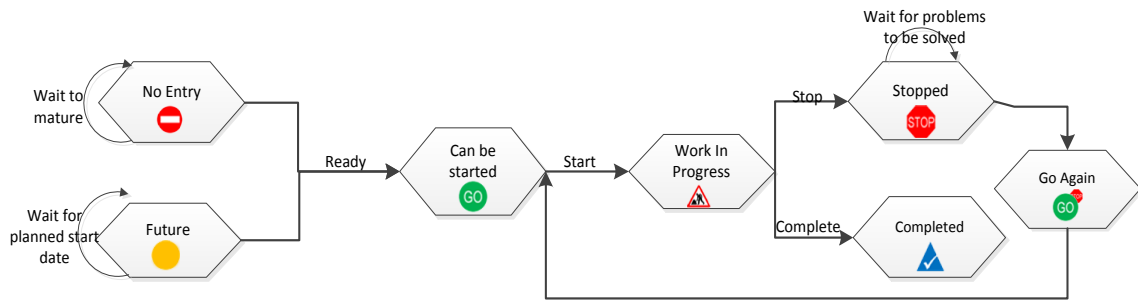 Wait for problems
to be solved
No Entry
Wait to
mature
Stop
Stopped
STOP
Ready
Can be
started
GO
Start
Work In
Progress
Go Again
GO
Wait for
planned start
date
Future
Complete
Completed